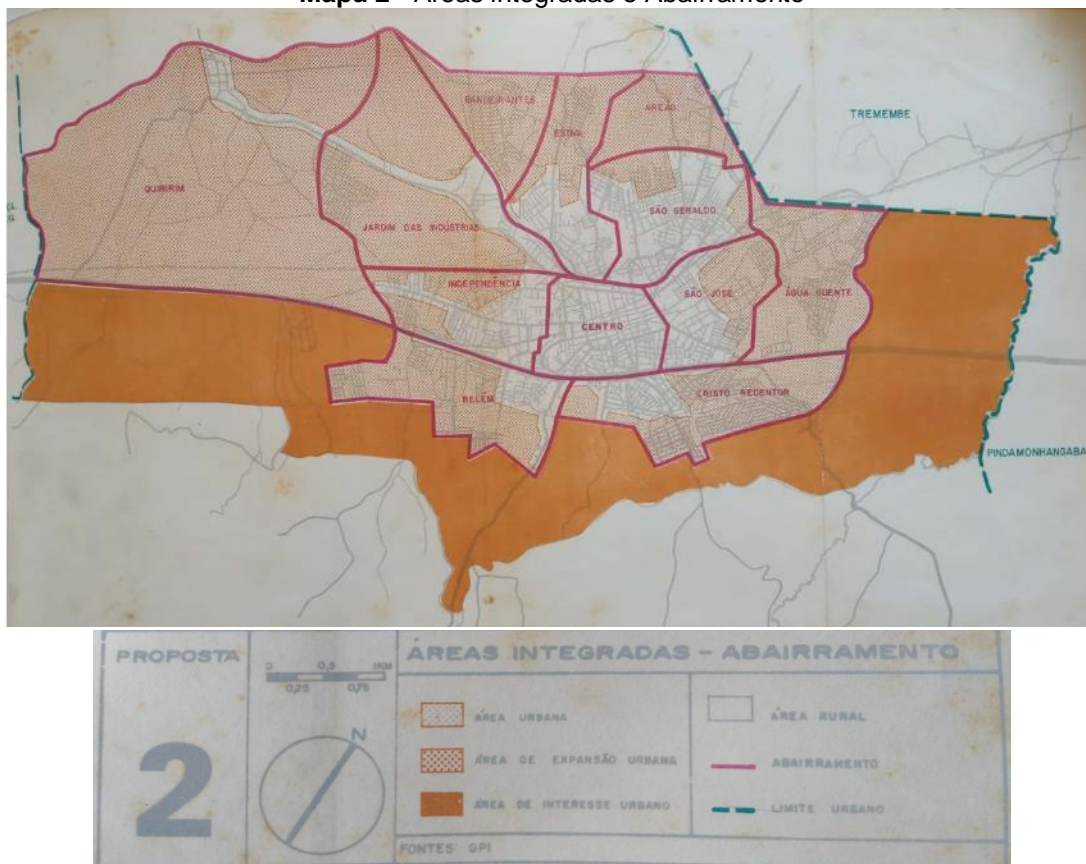 Mapa 2 - Áreas Integradas e Abairramento
TREMEMBÉ
BANDEIRANTES
ESTIVA
AREÃO
QUIRIRIM
SÃO GERALDO
JARDIM DAS INDÚSTRIAS
INDEPENDÊNCIA
SÃO JOSÉ
ÁGUA QUENTE
CENTRO
BELÉM
CRISTO REDENTOR
PINDAMONHANGABA
PROPOSTA
2
0 0,5 1KM
0,25 0,75
N
ÁREAS INTEGRADAS - ABAIRRAMENTO
ÁREA URBANA
ÁREA DE EXPANSÃO URBANA
ÁREA DE INTERESSE URBANO
ÁREA RURAL
ABAIRRAMENTO
LIMITE URBANO
FONTES GPI